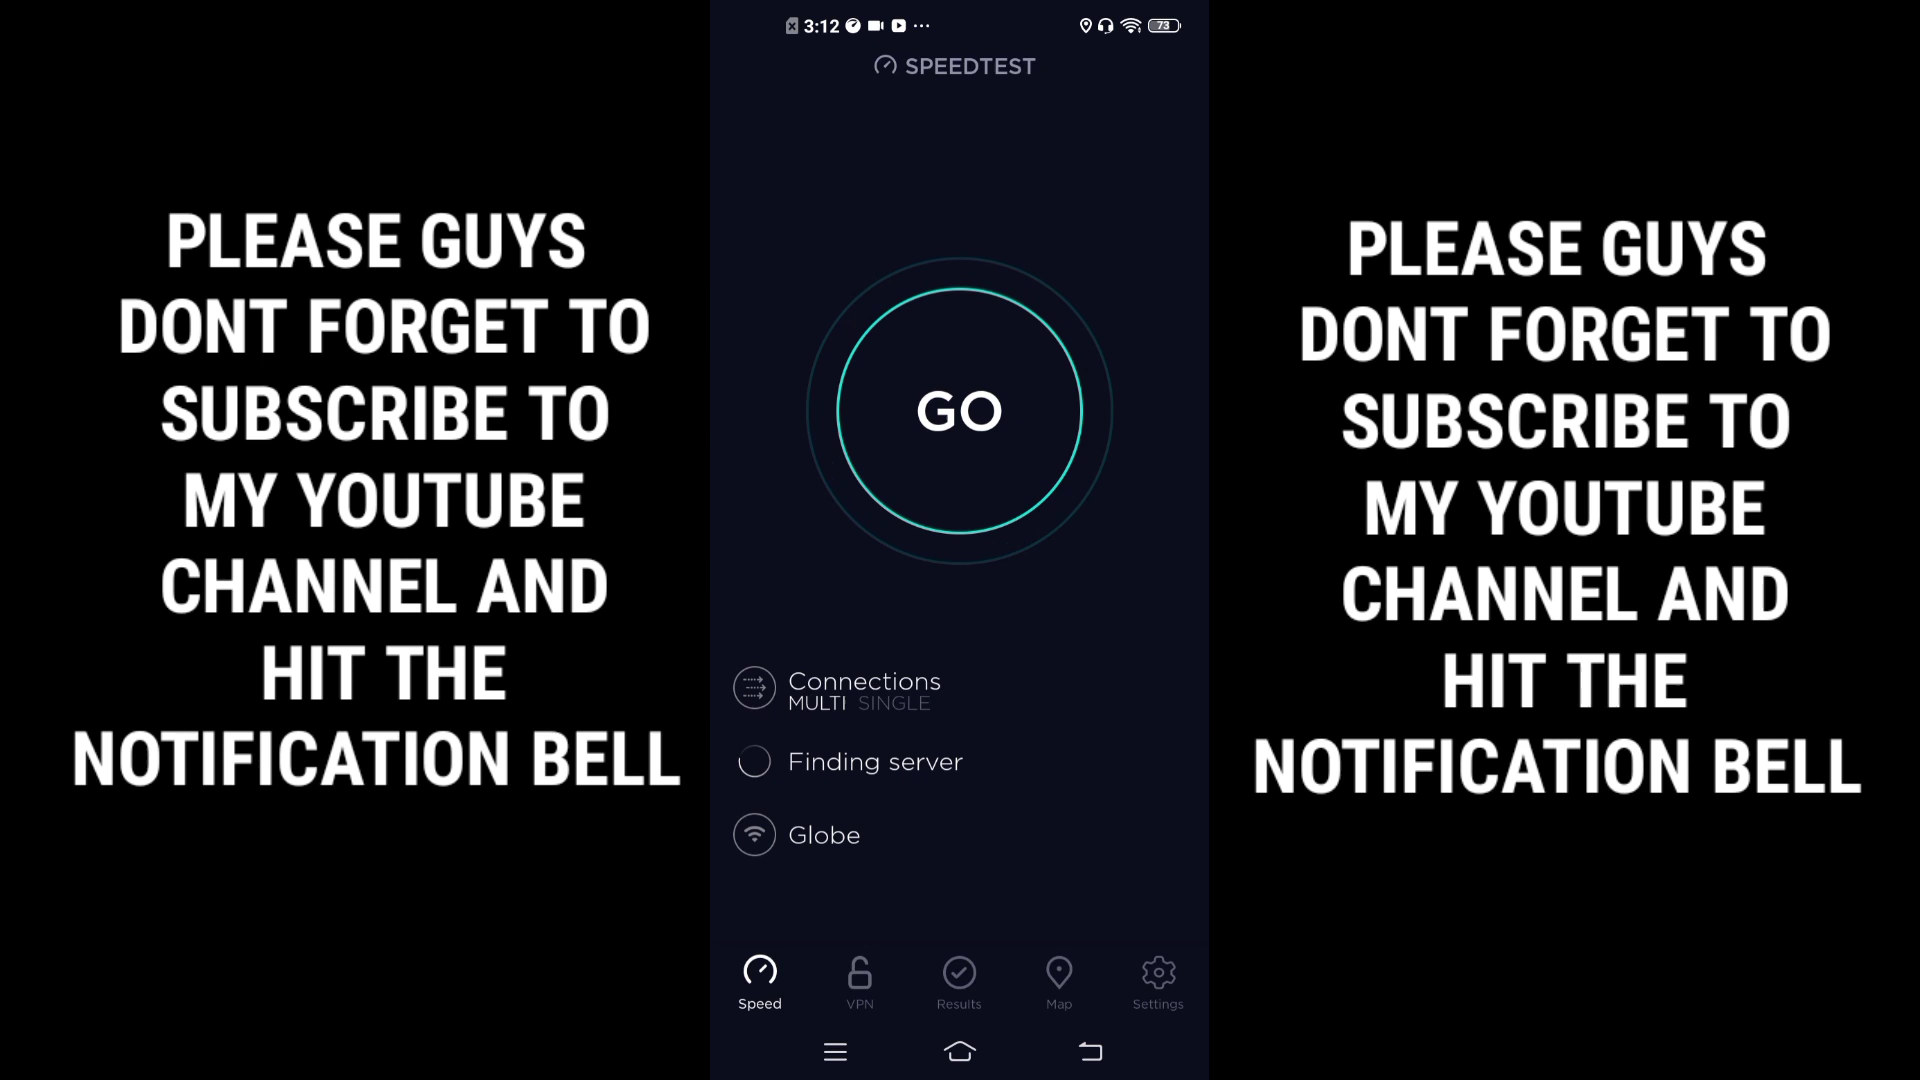 PLEASE GUYS
DONT FORGET TO
SUBSCRIBE TO
MY YOUTUBE
CHANNEL AND
HIT THE
NOTIFICATION BELL
3:12
73
SPEEDTEST
GO
Connections
MULTI SINGLE
Finding server
Globe
Speed
VPN
Results
Map
Settings
PLEASE GUYS
DONT FORGET TO
SUBSCRIBE TO
MY YOUTUBE
CHANNEL AND
HIT THE
NOTIFICATION BELL